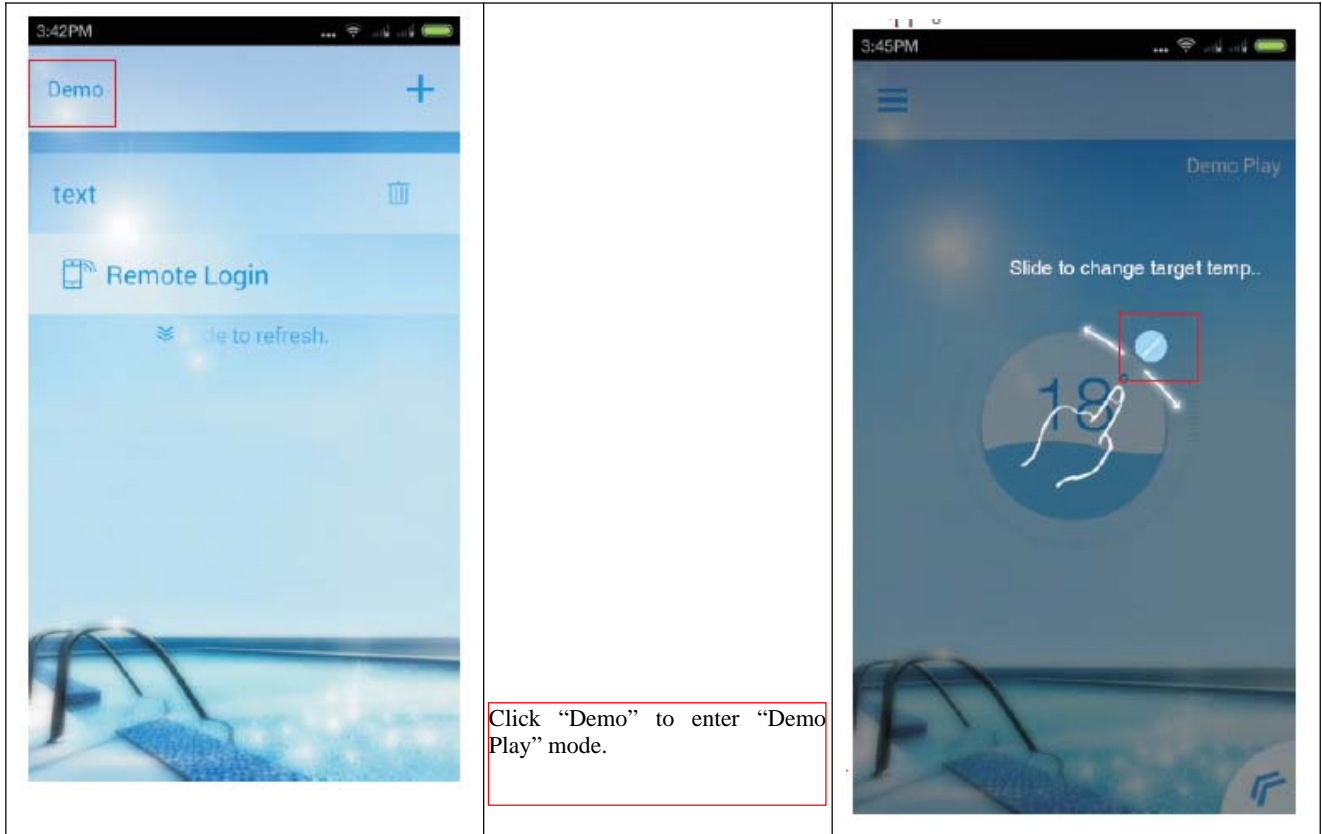 3:42PM
Demo
text
Remote Login
de to refresh.
Click “Demo” to enter “Demo
Play” mode.
3:45PM
Demo Play
Slide to change target temp..
18°